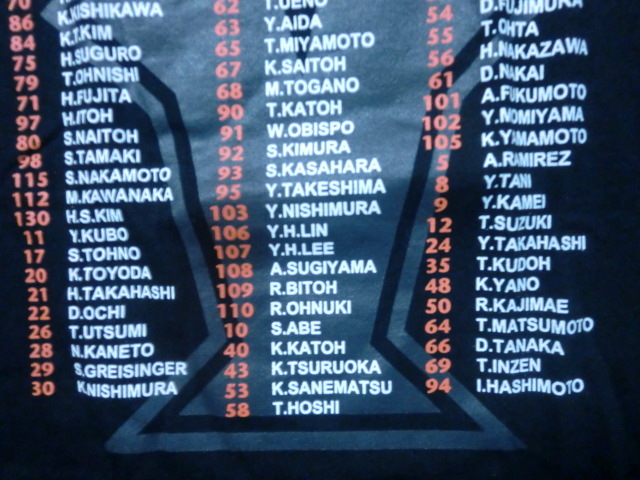 70
86 K.KISHIKAWA
84 K.T.KIM
75 H.SUGURO
79 T.OHNISHI
71 H.FUJITA
97 H.ITOH
80 S.NAITOH
98 S.TAMAKI
115 S.NAKAMOTO
112 M.KAWANAKA
130 H.S.KIM
11 Y.KUBO
17 S.TOHNO
20 K.TOYODA
21 H.TAKAHASHI
22 D.OCHI
26 T.UTSUMI
28 N.KANETO
29 S.GREISINGER
30 K.NISHIMURA
62 T.UENO
63 Y.AIDA
65 T.MIYAMOTO
67 K.SAITOH
68 M.TOGANO
90 T.KATOH
91 W.OBISPO
92 S.KIMURA
93 S.KASAHARA
95 Y.TAKESHIMA
103 Y.NISHIMURA
106 Y.H.LIN
107 Y.H.LEE
108 A.SUGIYAMA
109 R.BITOH
110 R.OHNUKI
10 S.ABE
40 K.KATOH
43 K.TSURUOKA
53 K.SANEMATSU
58 T.HOSHI
54 D.FUJIMURA
55 T.OHTA
56 H.NAKAZAWA
61 D.NAKAI
101 A.FUKUMOTO
102 Y.NOMIYAMA
105 K.YAMAMOTO
5 A.RAMIREZ
8 Y.TANI
9 Y.KAMEI
12 T.SUZUKI
24 Y.TAKAHASHI
35 T.KUDOH
48 K.YANO
50 R.KAJIMAE
64 T.MATSUMOTO
66 D.TANAKA
69 T.INZEN
94 I.HASHIMOTO